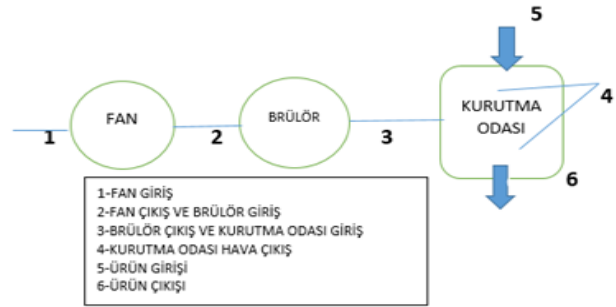 5
FAN
BRÜLÖR
KURUTMA
ODASI
4
1
2
3
6
1-FAN GİRİŞ
2-FAN ÇIKIŞ VE BRÜLÖR GİRİŞ
3-BRÜLÖR ÇIKIŞ VE KURUTMA ODASI GİRİŞ
4-KURUTMA ODASI HAVA ÇIKIŞ
5-ÜRÜN GİRİŞİ
6-ÜRÜN ÇIKIŞI